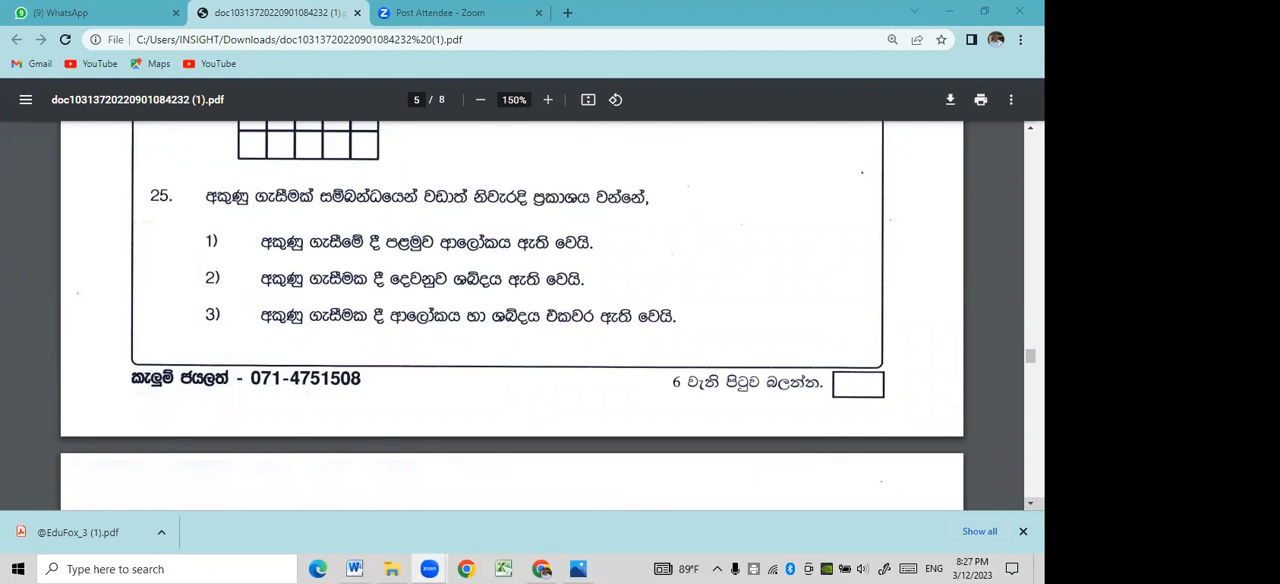 (9) WhatsApp
doc10313720220901084232 (1).p
Post Attendee - Zoom
File
C:/Users/INSIGHT/Downloads/doc10313720220901084232%20(1).pdf
Gmail
YouTube
Maps
YouTube
doc10313720220901084232 (1).pdf
5 / 8
150%
25. අකුණු ගැසීමක් සම්බන්ධයෙන් වඩාත් නිවැරදි ප්‍රකාශය වන්නේ,
1) අකුණු ගැසීමේ දී පළමුව ආලෝකය ඇති වෙයි.
2) අකුණු ගැසීමක දී දෙවනුව ශබ්දය ඇති වෙයි.
3) අකුණු ගැසීමක දී ආලෝකය හා ශබ්දය එකවර ඇති වෙයි.
කැලුම් ජයලත් - 071-4751508
6 වැනි පිටුව බලන්න.
@EduFox_3 (1).pdf
Show all
Type here to search
89°F
ENG
8:27 PM
3/12/2023